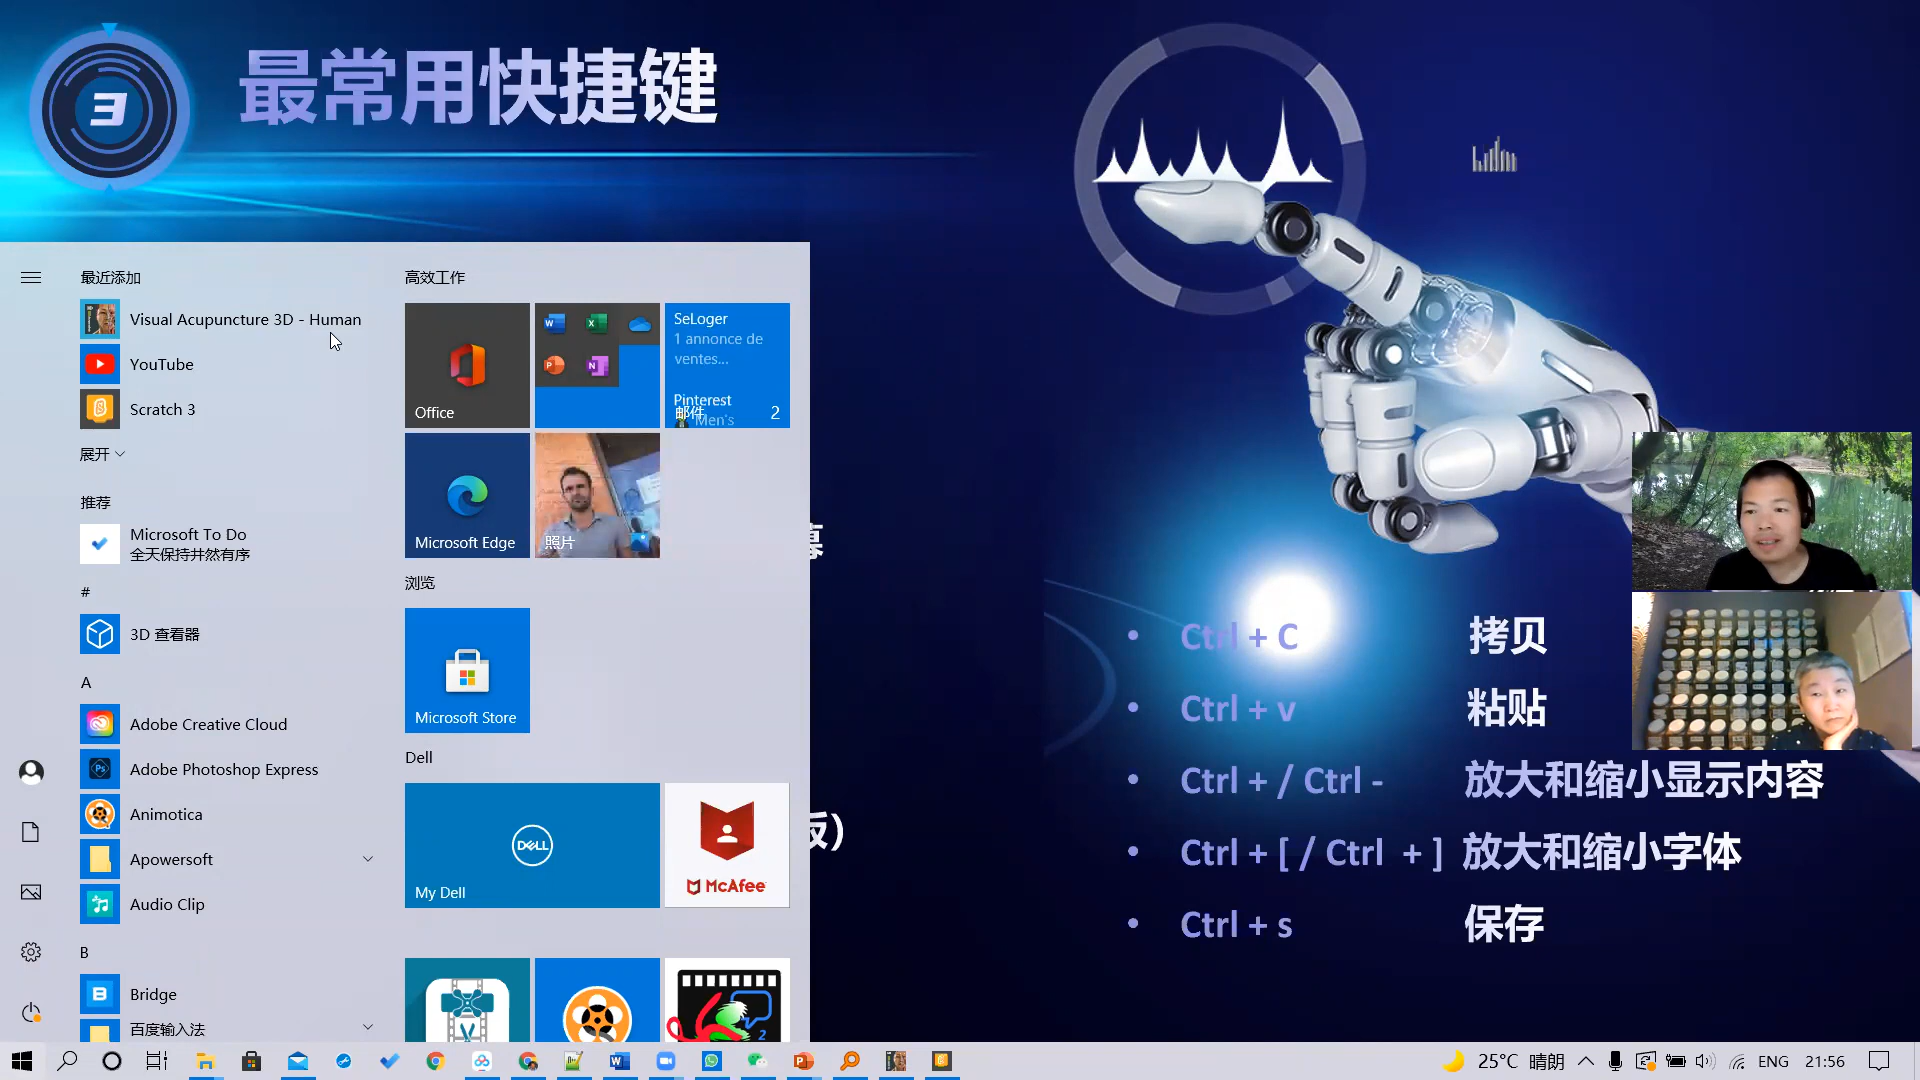 3
最常用快捷键
最近添加
Visual Acupuncture 3D - Human
YouTube
Scratch 3
展开
推荐
Microsoft To Do
全天保持井然有序
#
3D 查看器
A
Adobe Creative Cloud
Adobe Photoshop Express
Animotica
Apowersoft
Audio Clip
B
Bridge
百度输入法
高效工作
Office
SeLoger
1 annonce de
ventes...
Pinterest
Men's
邮件 2
Microsoft Edge
照片
浏览
Microsoft Store
Dell
DELL
My Dell
McAfee
幕
板)
• Ctrl + C 拷贝
• Ctrl + v 粘贴
• Ctrl + / Ctrl - 放大和缩小显示内容
• Ctrl + [ / Ctrl + ] 放大和缩小字体
• Ctrl + s 保存
25°C 晴朗 ENG 21:56